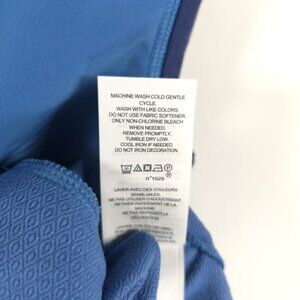 MACHINE WASH COLD GENTLE
CYCLE.
WASH WITH LIKE COLORS.
DO NOT USE FABRIC SOFTENER.
ONLY NON-CHLORINE BLEACH
WHEN NEEDED.
REMOVE PROMPTLY.
TUMBLE DRY LOW.
COOL IRON IF NEEDED.
DO NOT IRON DECORATION.
n°1529
LAVER AVEC DES COULEURS
SEMBLABLES.
NE PAS UTILISER D'ADOUCISSANT
RETIRER RAPIDEMENT DE LA
MACHINE
NE PAS REPASSER LA